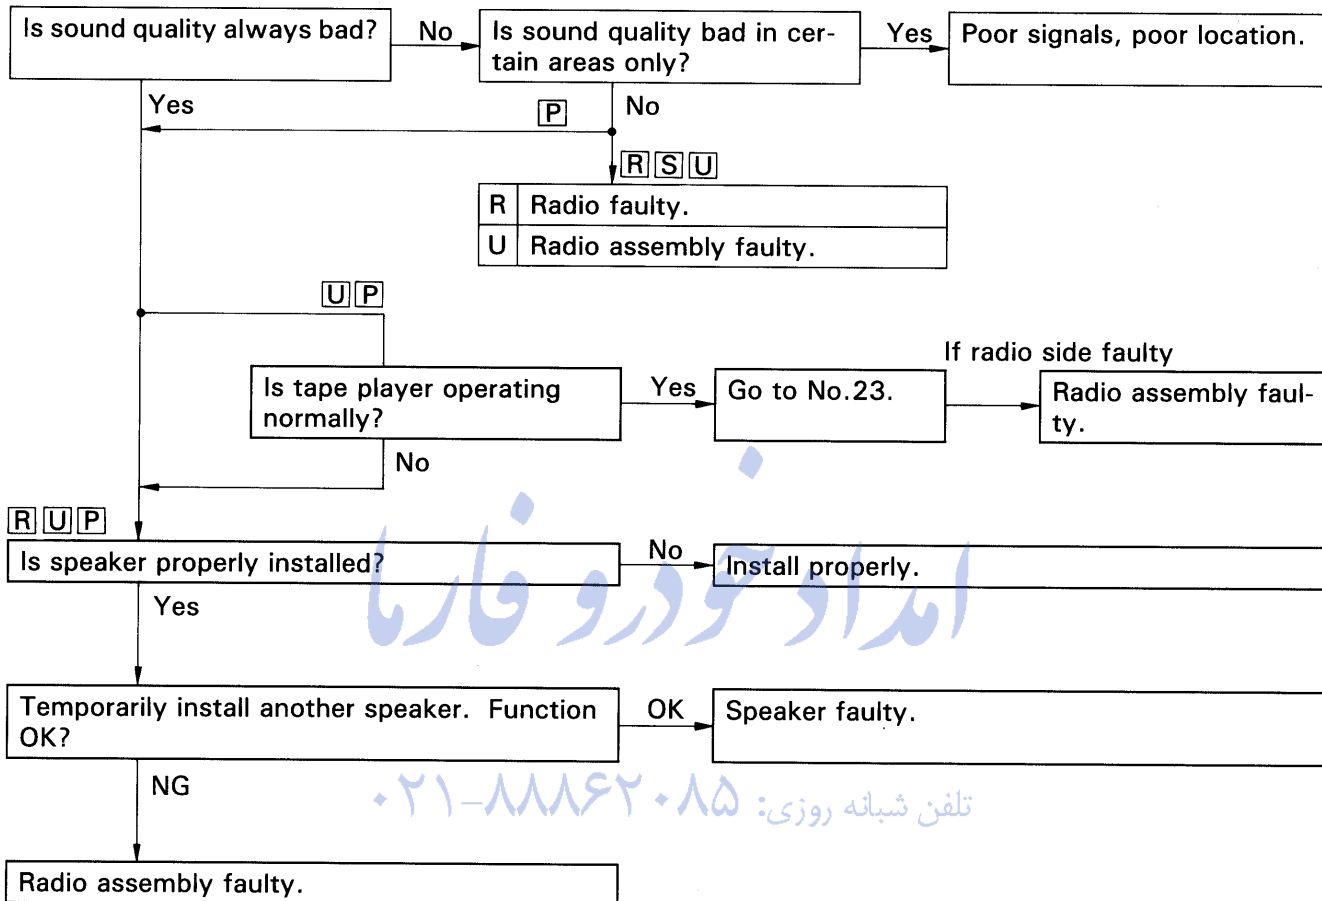 Is sound quality always bad?
No
Is sound quality bad in cer-
tain areas only?
Yes
Poor signals, poor location.
Yes
P
No
R S U
R Radio faulty.
U Radio assembly faulty.
U P
If radio side faulty
Is tape player operating
normally?
Yes
Go to No.23.
Radio assembly faul-
ty.
No
R U P
Is speaker properly installed?
No
Install properly.
امداد خودرو فارما
Yes
Temporarily install another speaker. Function
OK?
OK
Speaker faulty.
NG
تلفن شبانه روزی: ۸۸۸۶۲۰۸۵-۰۲۱
Radio assembly faulty.